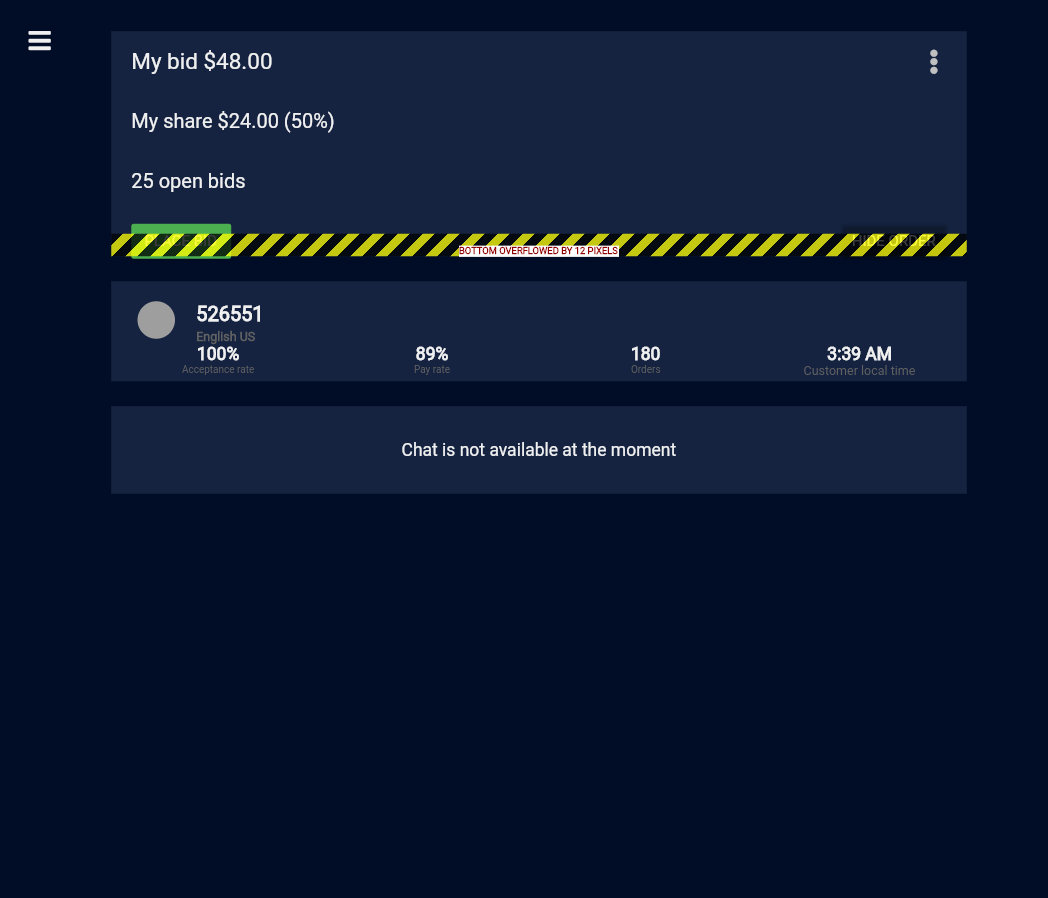 My bid $48.00
My share $24.00 (50%)
25 open bids
HIDE ORDER
BOTTOM OVERFLOWED BY 12 PIXELS
526551
English US
100%
Acceptance rate
89%
Pay rate
180
Orders
3:39 AM
Customer local time
Chat is not available at the moment